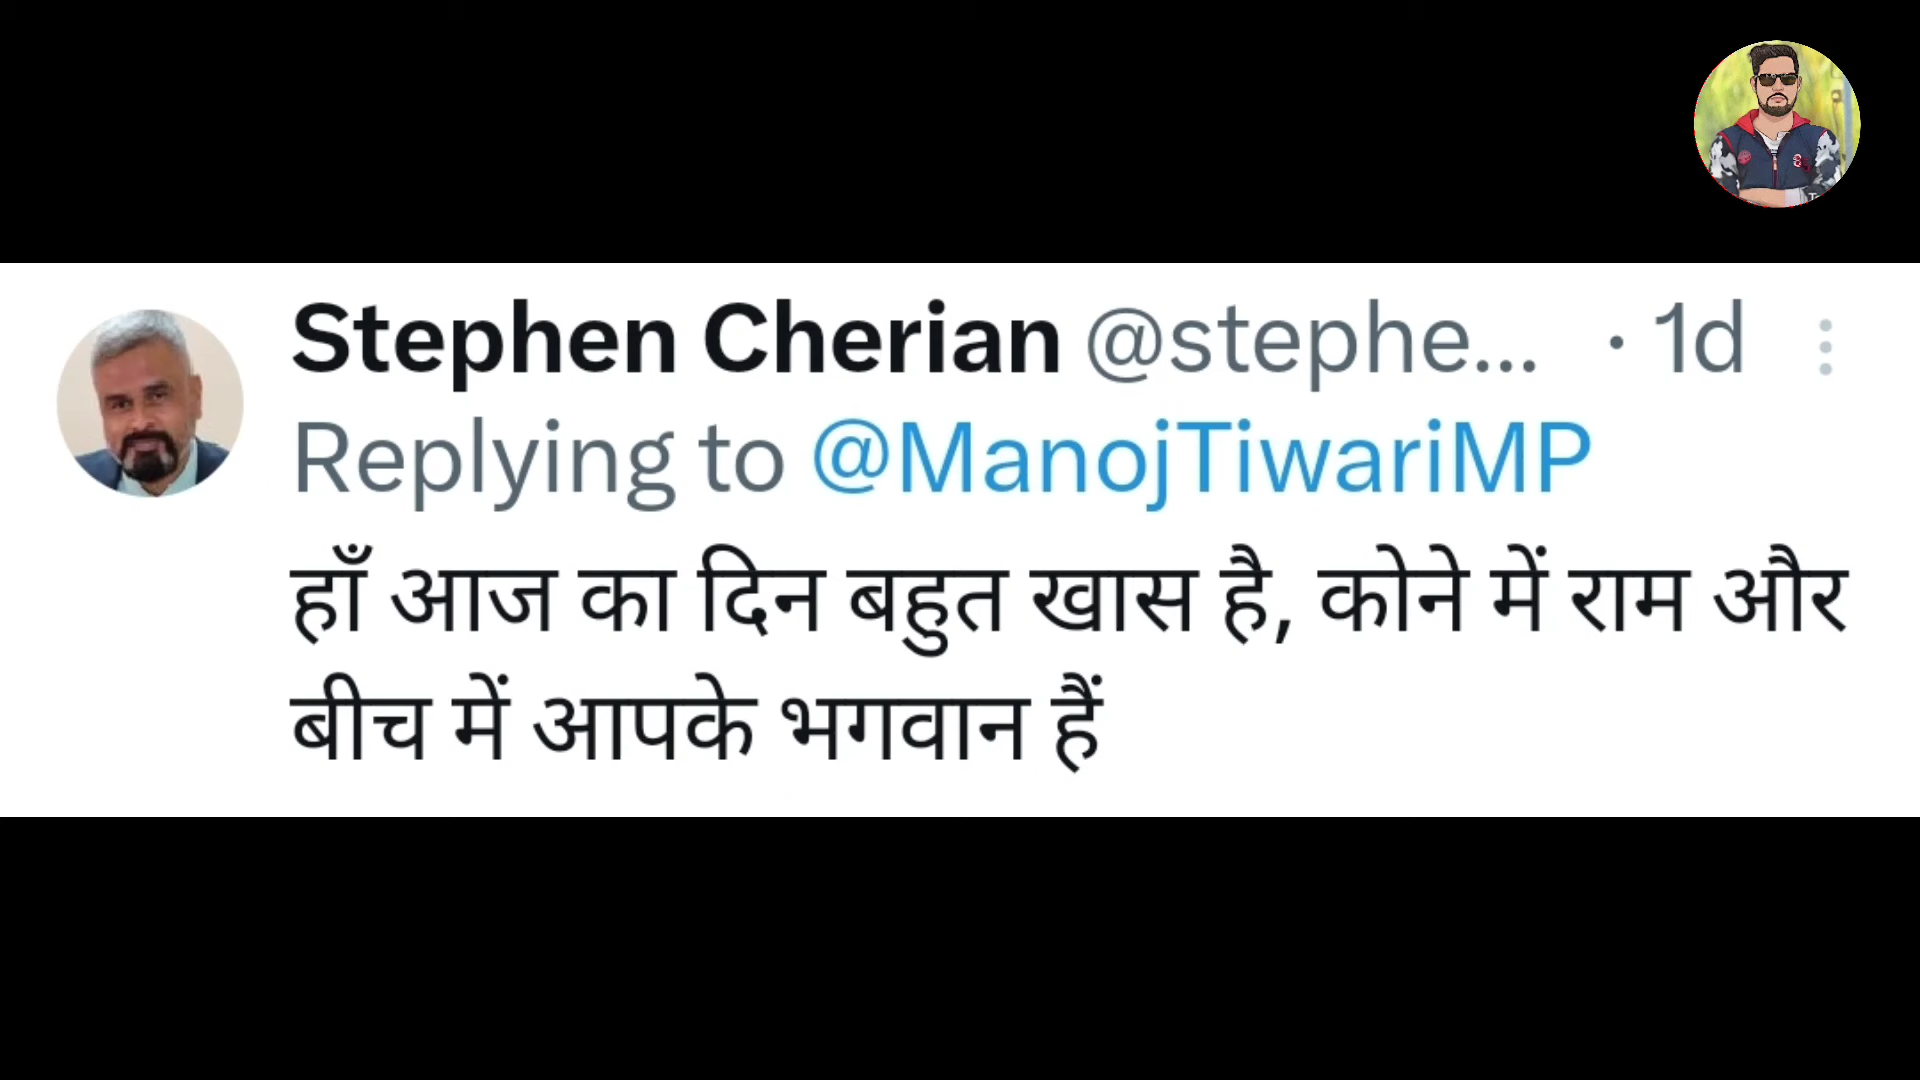 Stephen Cherian @stephe... · 1d
Replying to @ManojTiwariMP
हाँ आज का दिन बहुत खास है, कोने में राम और
बीच में आपके भगवान हैं